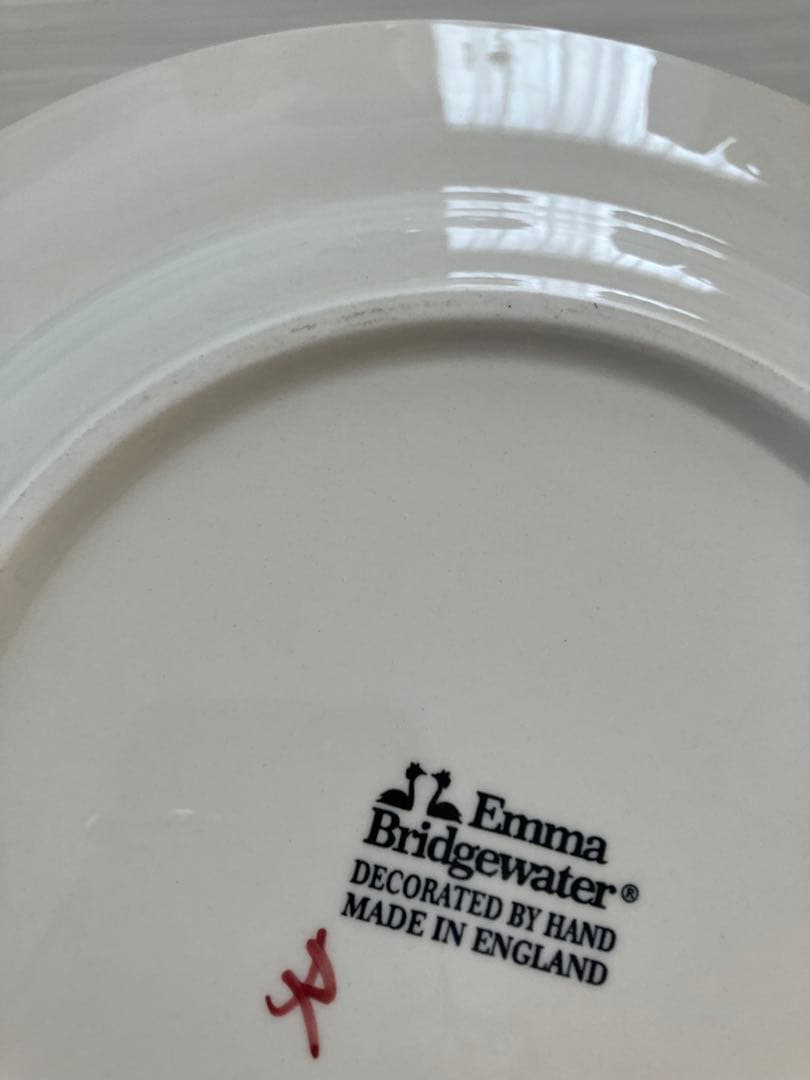 Emma
Bridgewater®
DECORATED BY HAND
MADE IN ENGLAND